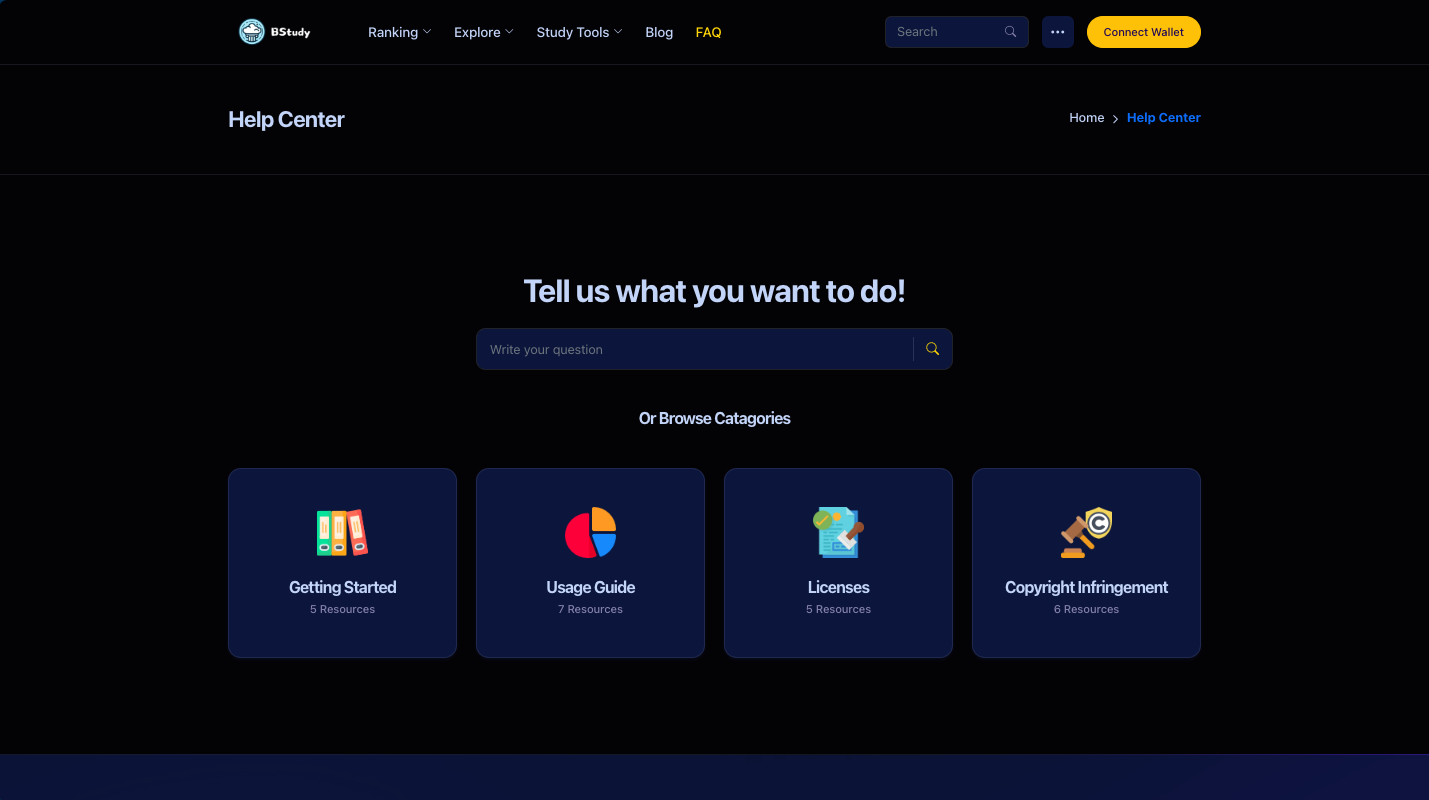 BStudy
Ranking
Explore
Study Tools
Blog
FAQ
Search
Connect Wallet
Help Center
Home > Help Center
Tell us what you want to do!
Write your question
Or Browse Catagories
Getting Started
5 Resources
Usage Guide
7 Resources
Licenses
5 Resources
Copyright Infringement
6 Resources